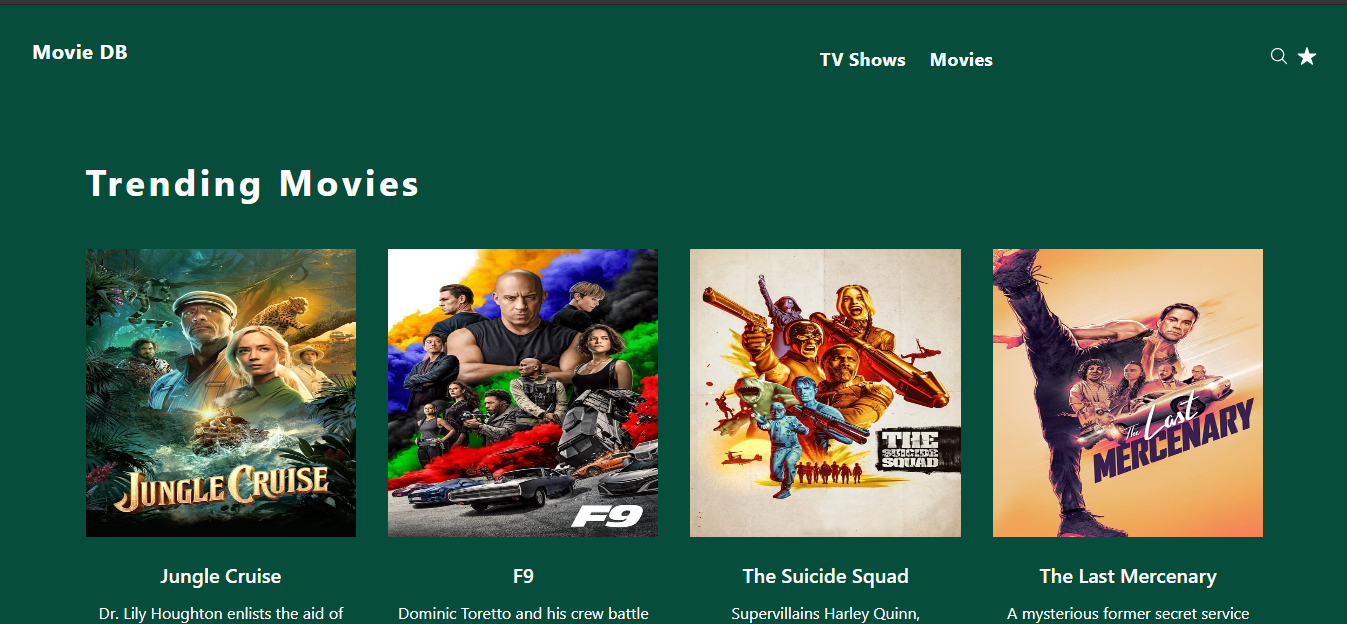 Movie DB
TV Shows Movies
Trending Movies
JUNGLE CRUISE
F9
THE
SUICIDE
SQUAD
The Last
MERCENARY
Jungle Cruise
F9
The Suicide Squad
The Last Mercenary
Dr. Lily Houghton enlists the aid of
Dominic Toretto and his crew battle
Supervillains Harley Quinn,
A mysterious former secret service